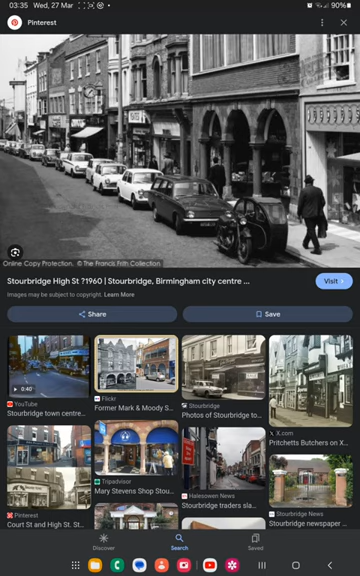 03:35 Wed, 27 Mar
90%
Pinterest
Online Copy Protection. © The Francis Frith Collection
Stourbridge High St ?1960 | Stourbridge, Birmingham city centre ...
Visit
Images may be subject to copyright. Learn More
Share
Save
0:40
YouTube
Stourbridge town centre...
Flickr
Former Mark & Moody S...
Stourbridge
Photos of Stourbridge to...
X.com
Pritchetts Butchers on X...
Pinterest
Court St and High St. St...
Tripadvisor
Mary Stevens Shop Stou...
Halesowen News
Stourbridge traders sla...
Stourbridge News
Stourbridge newspaper ...
Discover
Search
Saved